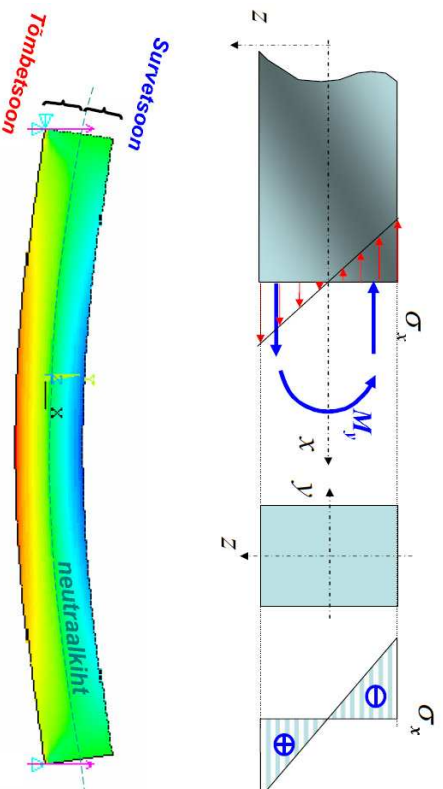 Survetsoon
Tõmbetsoon
neutraalkiht
Y
Z
X
z
σx
My
x
y
z
σx
⊖
⊕